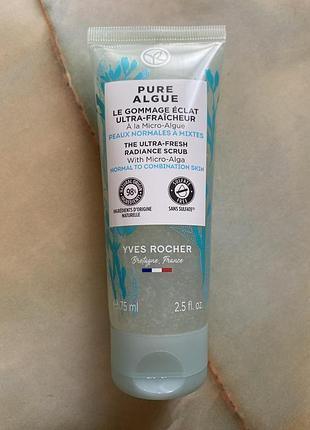 PURE
ALGUE
LE GOMMAGE ÉCLAT
ULTRA-FRAÎCHEUR
À la Micro-Algue
PEAUX NORMALES À MIXTES
THE ULTRA-FRESH
RADIANCE SCRUB
With Micro-Alga
NORMAL TO COMBINATION SKIN
98%
INGRÉDIENTS D'ORIGINE
NATURELLE
SULFATE
FREE
SANS SULFATE
YVES ROCHER
Bretagne, France
e 75 ml
2.5 fl. oz.